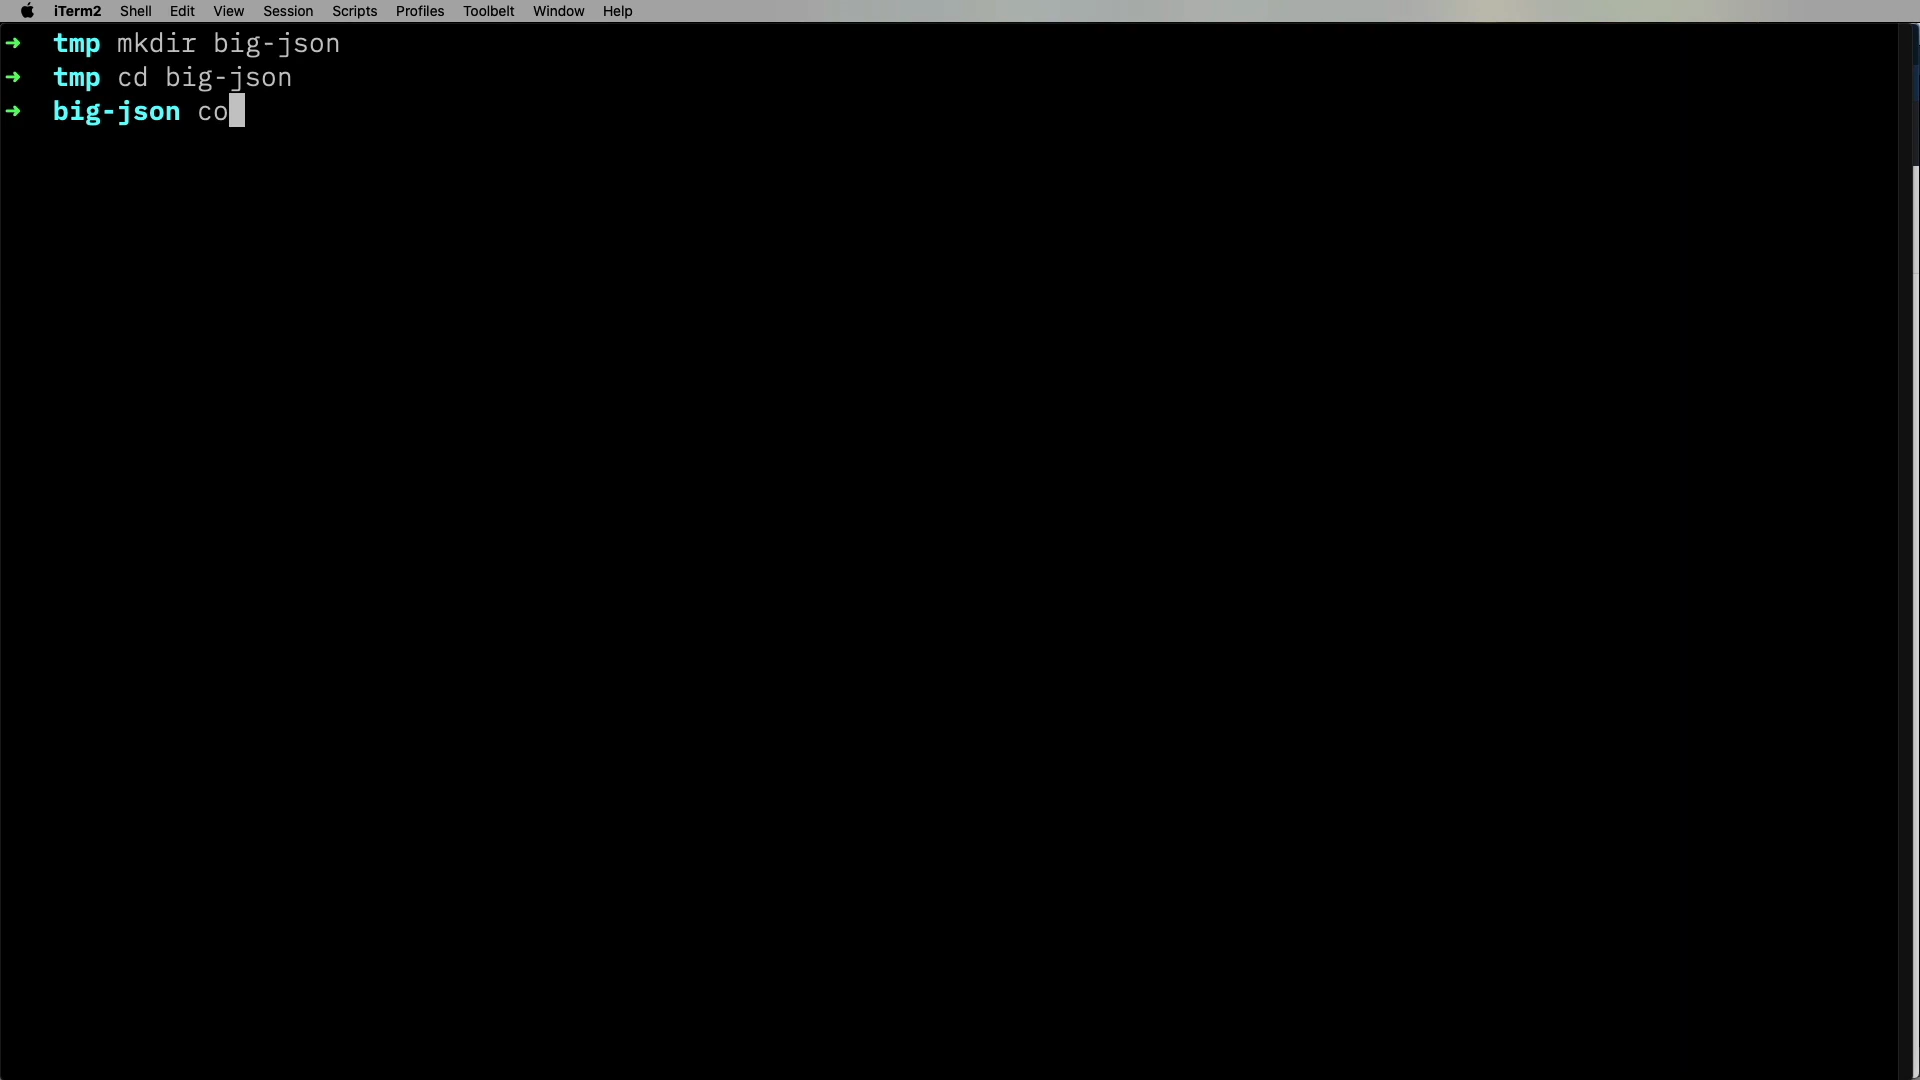 iTerm2 Shell Edit View Session Scripts Profiles Toolbelt Window Help
➜ tmp mkdir big-json
➜ tmp cd big-json
➜ big-json co